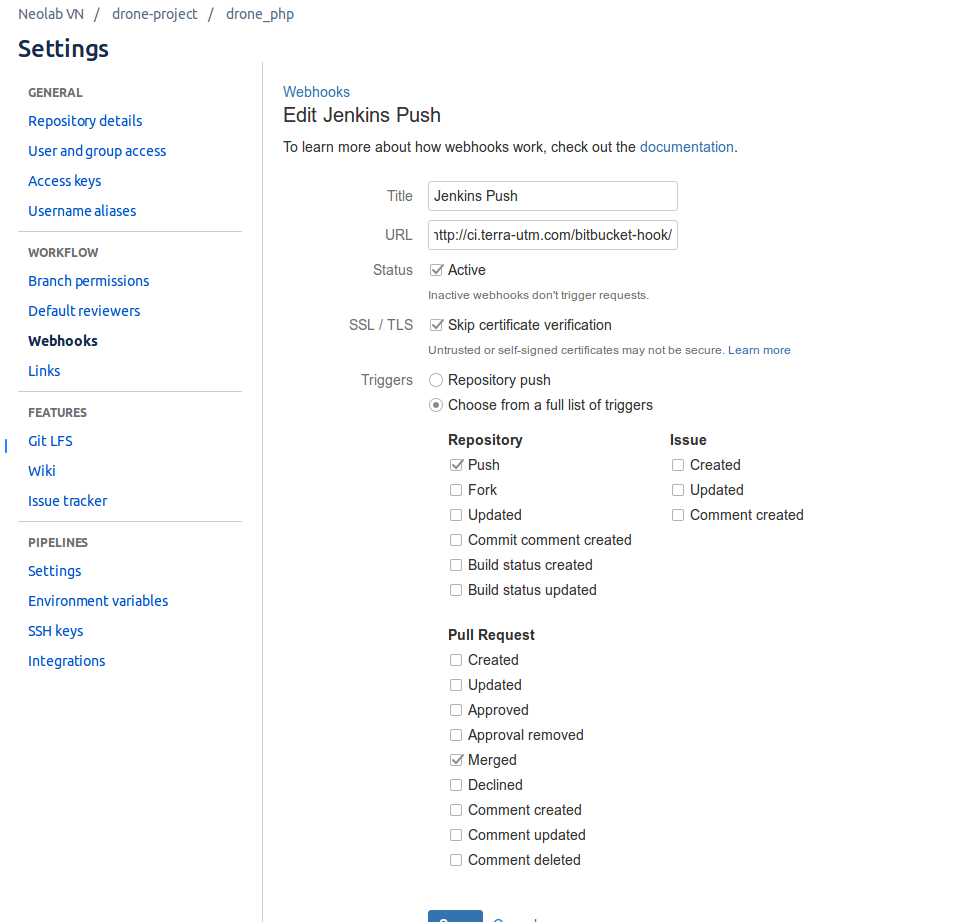 Neolab VN / drone-project / drone_php
Settings
GENERAL
Repository details
User and group access
Access keys
Username aliases
WORKFLOW
Branch permissions
Default reviewers
Webhooks
Links
FEATURES
Git LFS
Wiki
Issue tracker
PIPELINES
Settings
Environment variables
SSH keys
Integrations
Webhooks
Edit Jenkins Push
To learn more about how webhooks work, check out the documentation.
Title Jenkins Push
URL http://ci.terra-utm.com/bitbucket-hook/
Status Active
Inactive webhooks don't trigger requests.
SSL / TLS Skip certificate verification
Untrusted or self-signed certificates may not be secure. Learn more
Triggers Repository push
Choose from a full list of triggers
Repository
Push
Fork
Updated
Commit comment created
Build status created
Build status updated
Issue
Created
Updated
Comment created
Pull Request
Created
Updated
Approved
Approval removed
Merged
Declined
Comment created
Comment updated
Comment deleted